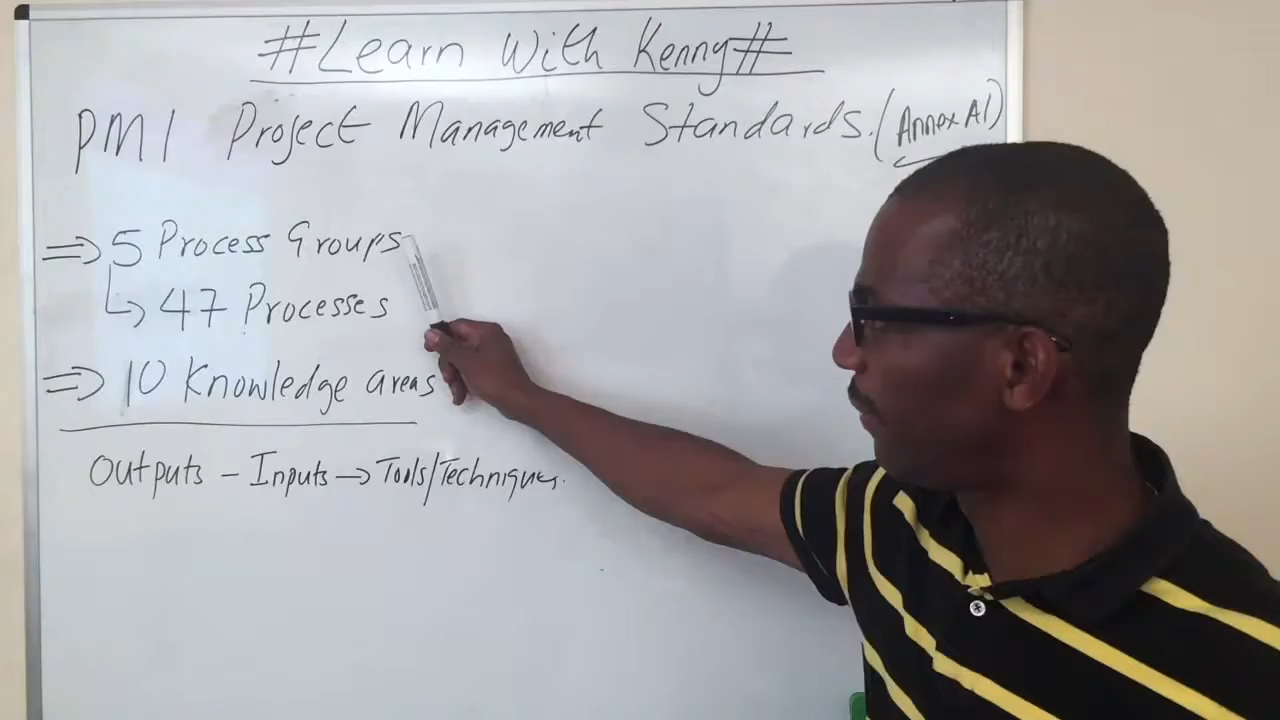 #Learn With Kenny#
PMI Project Management Standards. (Annex A1)
⇒ 5 Process Groups
↳ 47 Processes
⇒ 10 Knowledge areas
Outputs - Inputs → Tools/Techniques.